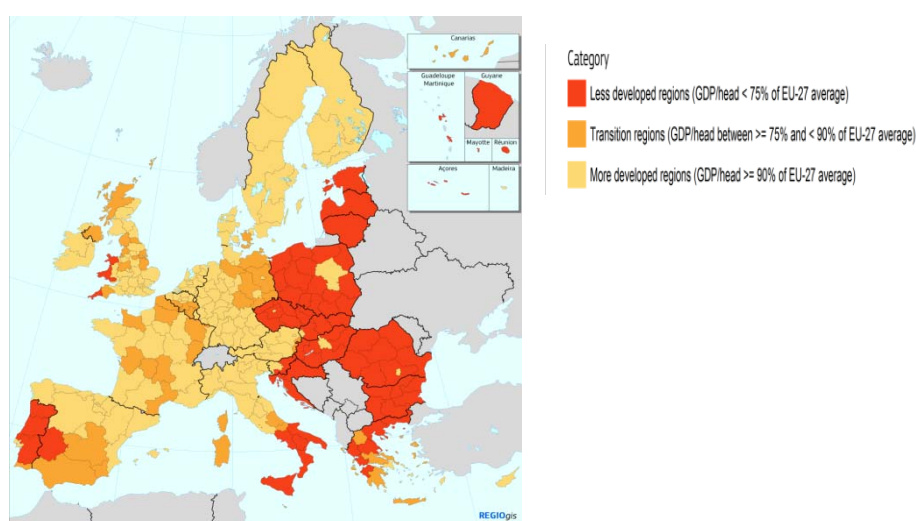 Canarias
Guadeloupe
Martinique
Guyane
Mayotte
Réunion
Açores
Madeira
REGIOgis
Category
Less developed regions (GDP/head < 75% of EU-27 average)
Transition regions (GDP/head between >= 75% and < 90% of EU-27 average)
More developed regions (GDP/head >= 90% of EU-27 average)